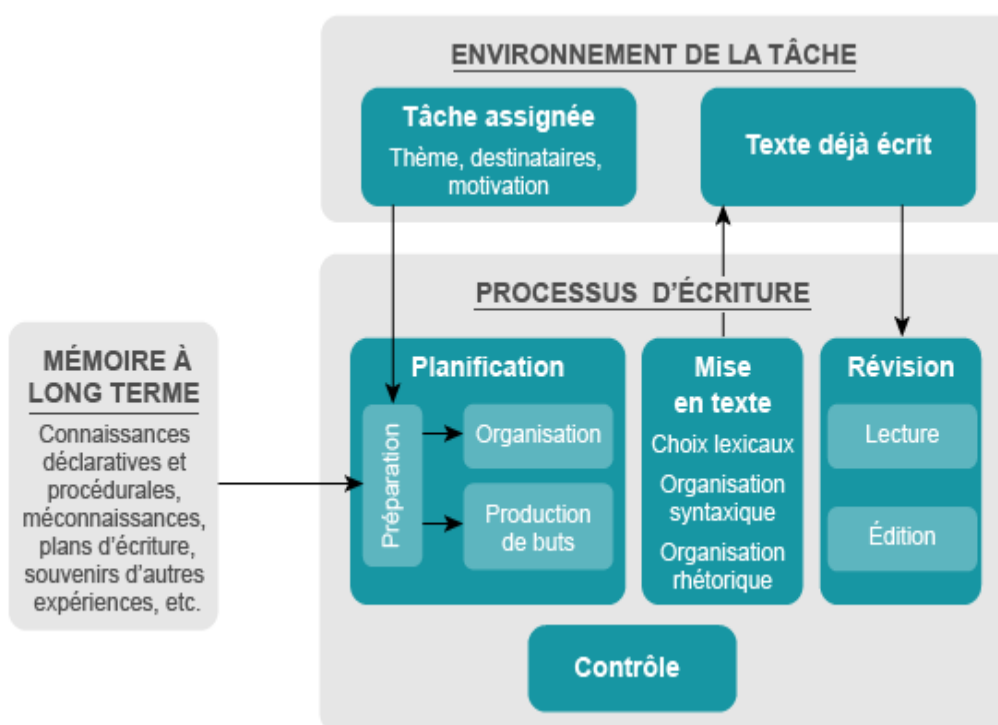 ENVIRONNEMENT DE LA TÂCHE
Tâche assignée
Thème, destinataires,
motivation
Texte déjà écrit
PROCESSUS D’ÉCRITURE
MÉMOIRE À
LONG TERME
Connaissances
déclaratives et
procédurales,
méconnaissances,
plans d’écriture,
souvenirs d’autres
expériences, etc.
Planification
Préparation
Organisation
Production
de buts
Mise
en texte
Choix lexicaux
Organisation
syntaxique
Organisation
rhétorique
Révision
Lecture
Édition
Contrôle